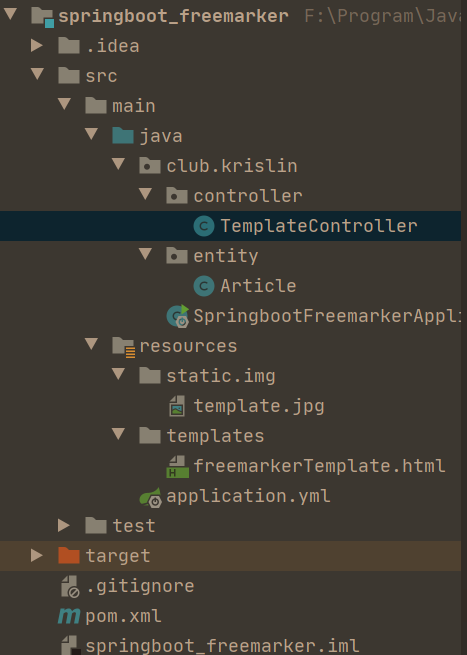 springboot_freemarker F:\Program\Java
.idea
src
main
java
club.krislin
controller
TemplateController
entity
Article
SpringbootFreemarkerAppli
resources
static.img
template.jpg
templates
freemarkerTemplate.html
application.yml
test
target
.gitignore
pom.xml
springboot_freemarker.iml